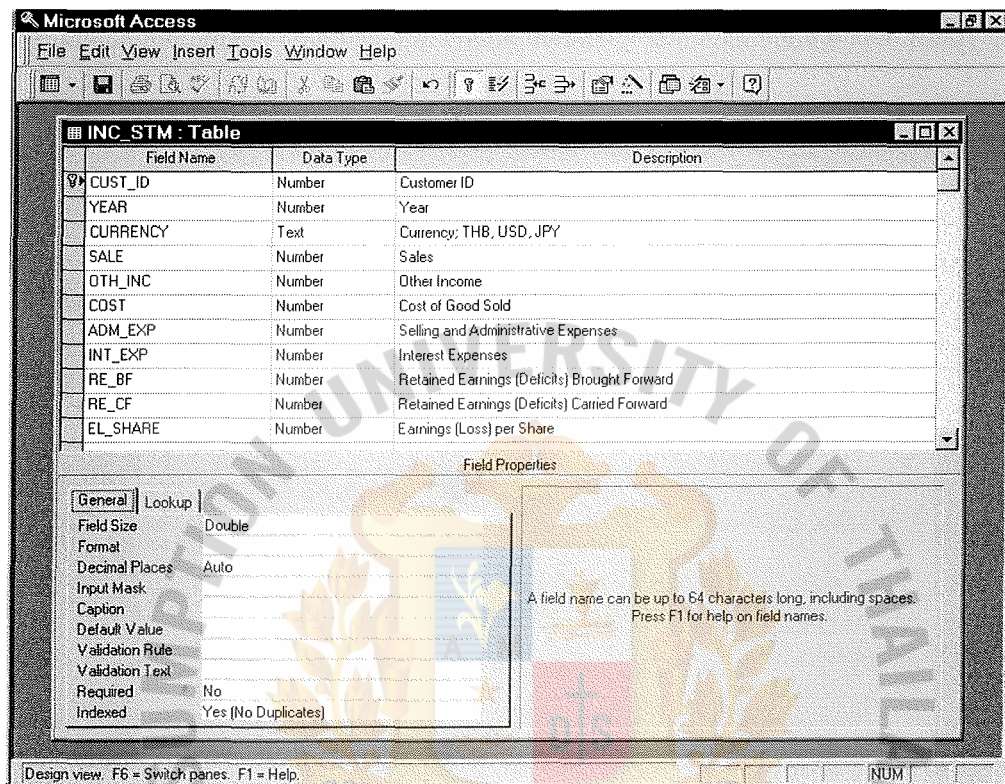 Microsoft Access
File Edit View Insert Tools Window Help
INC_STM : Table
Field Name Data Type Description
CUST_ID Number Customer ID
YEAR Number Year
CURRENCY Text Currency; THB, USD, JPY
SALE Number Sales
OTH_INC Number Other Income
COST Number Cost of Good Sold
ADM_EXP Number Selling and Administrative Expenses
INT_EXP Number Interest Expenses
RE_BF Number Retained Earnings (Deficits) Brought Forward
RE_CF Number Retained Earnings (Deficits) Carried Forward
EL_SHARE Number Earnings (Loss) per Share
Field Properties
General Lookup
Field Size Double
Format
Decimal Places Auto
Input Mask
Caption
Default Value
Validation Rule
Validation Text
Required No
Indexed Yes (No Duplicates)
A field name can be up to 64 characters long, including spaces.
Press F1 for help on field names.
Design view. F6 = Switch panes. F1 = Help.
NUM
UNIVERSITY OF THAILA
UMPTION
A
D S